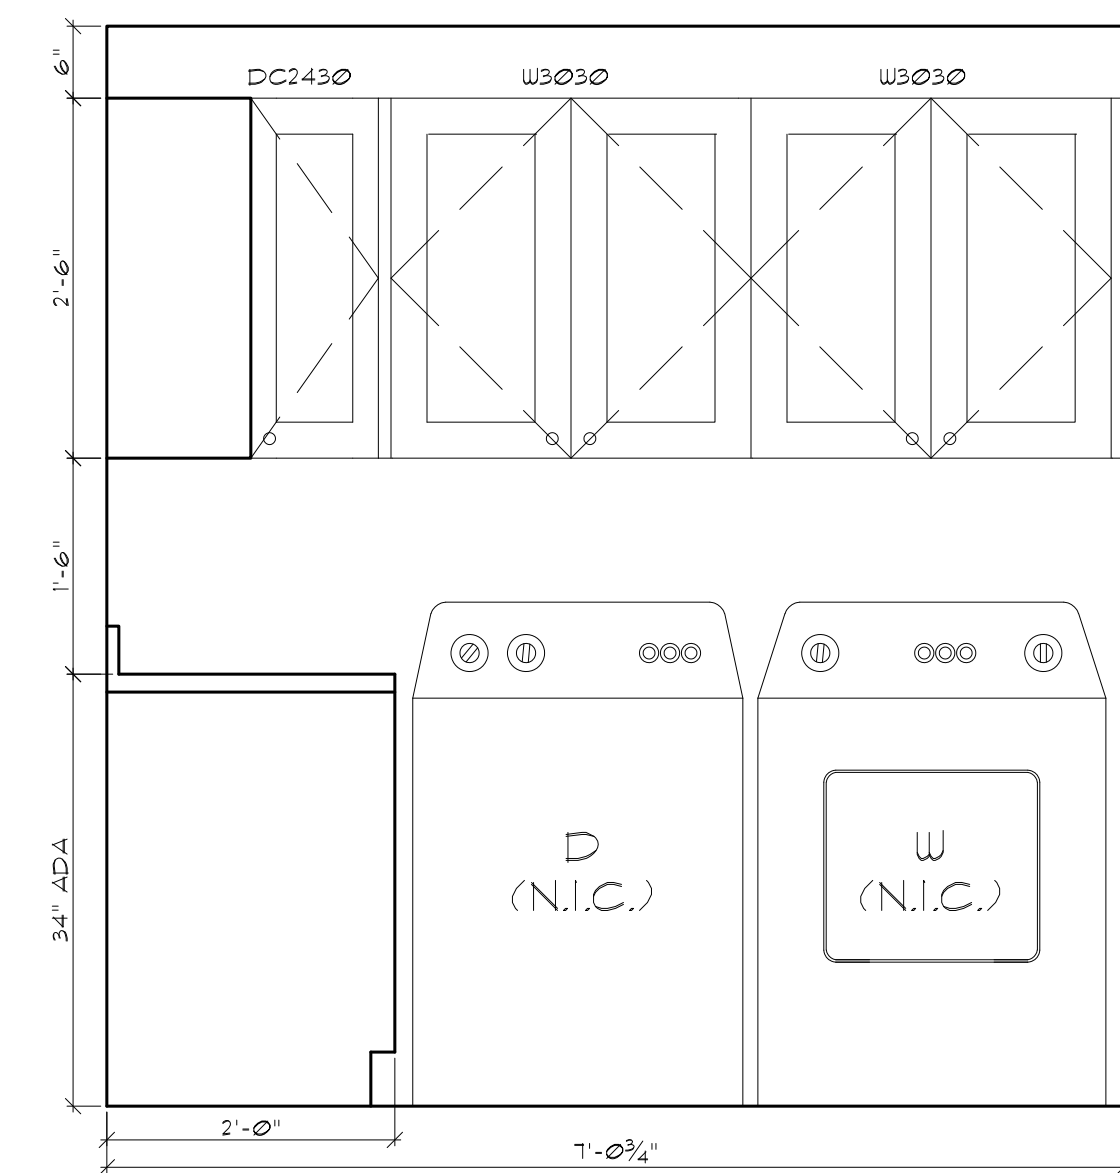 6"
DC2430
W3030
W3030
2'-6"
1'-6"
34" ADA
D
(N.I.C.)
W
(N.I.C.)
2'-0"
7'-0¾"